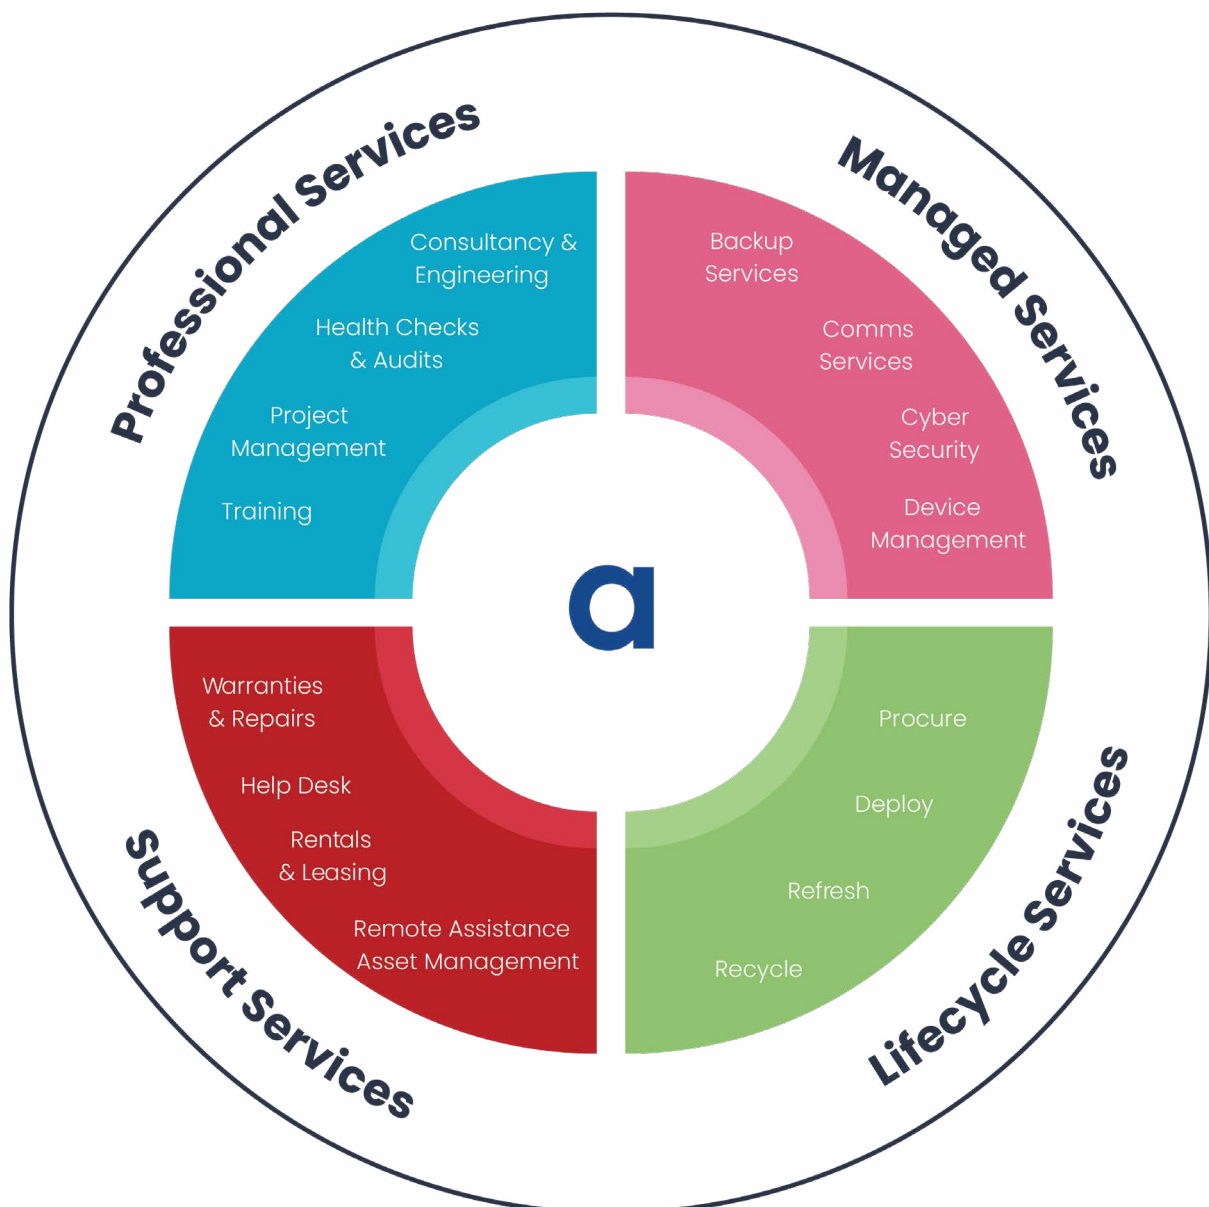 Professional Services
Consultancy &
Engineering
Health Checks
& Audits
Project
Management
Training
Managed Services
Backup
Services
Comms
Services
Cyber
Security
Device
Management
a
Support Services
Warranties
& Repairs
Help Desk
Rentals
& Leasing
Remote Assistance
Asset Management
Lifecycle Services
Procure
Deploy
Refresh
Recycle